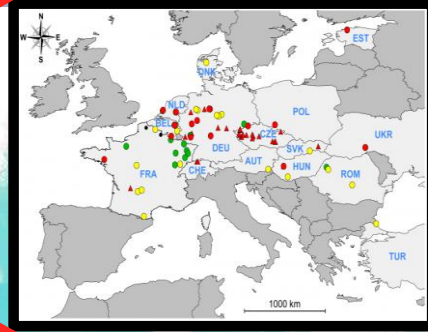 N
W E
S
EST
DNK
NLD
POL
BEL
DEU
CZE
UKR
SVK
AUT
HUN
FRA
CHE
ROM
TUR
1000 km